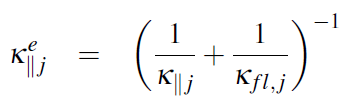 κ^e_{∥j} = (1/κ_{∥j} + 1/κ_{fl,j})^{-1}